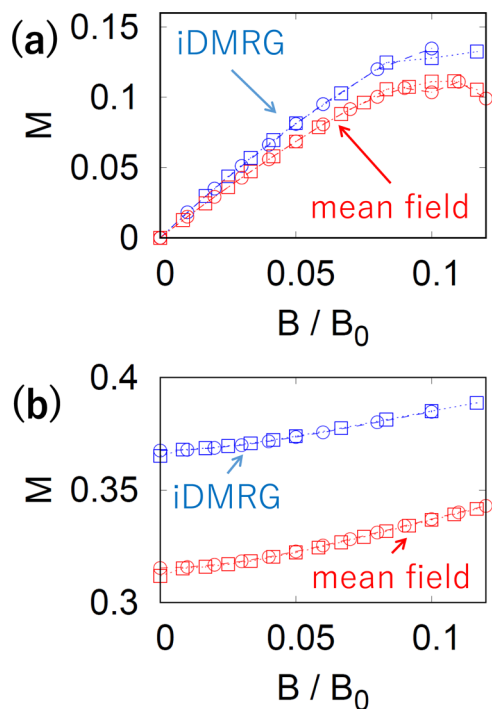 (a)
iDMRG
mean field
M
0.15
0.1
0.05
0
0
0.05
0.1
B / B₀
(b)
iDMRG
mean field
M
0.4
0.35
0.3
0
0.05
0.1
B / B₀